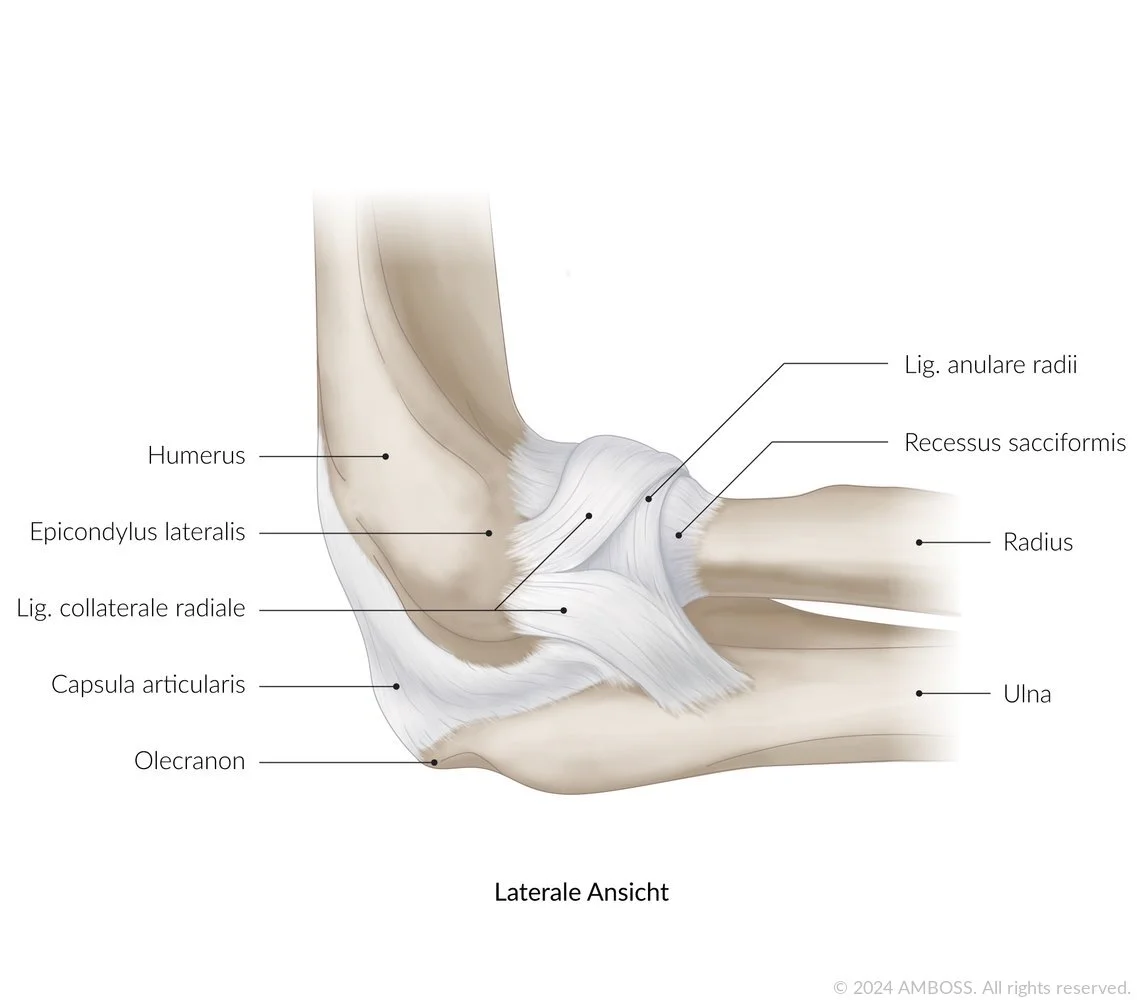 Lig. anulare radii
Recessus sacciformis
Humerus
Epicondylus lateralis
Radius
Lig. collaterale radiale
Capsula articularis
Ulna
Olecranon
Laterale Ansicht
© 2024 AMBOSS. All rights reserved.